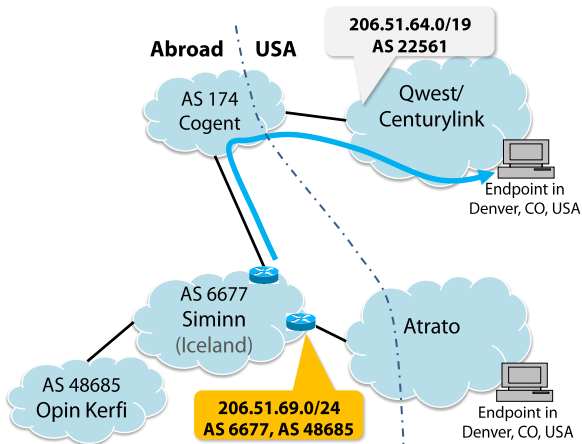 206.51.64.0/19
AS 22561
Abroad
USA
AS 174
Cogent
Qwest/
Centurylink
Endpoint in
Denver, CO, USA
AS 6677
Siminn
(Iceland)
Atrato
AS 48685
Opin Kerfi
206.51.69.0/24
AS 6677, AS 48685
Endpoint in
Denver, CO, USA